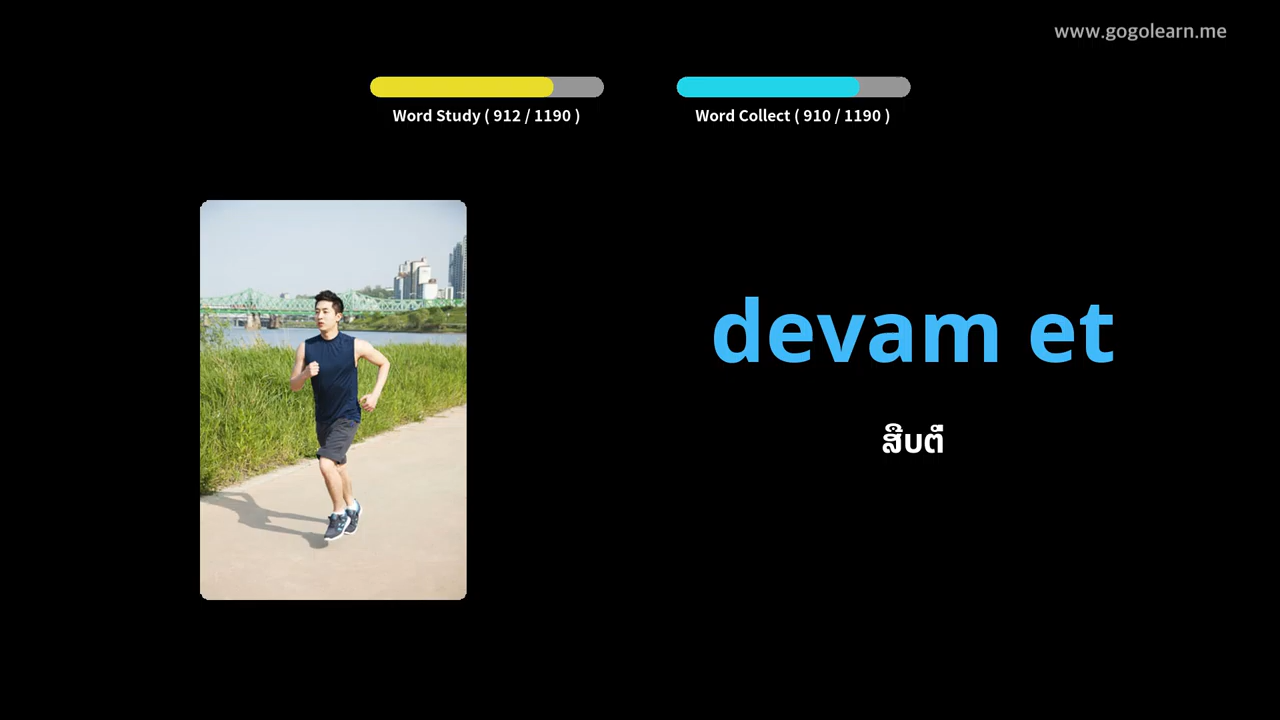 www.gogolearn.me
Word Study ( 912 / 1190 )
Word Collect ( 910 / 1190 )
devam et
ສືບຕໍ່